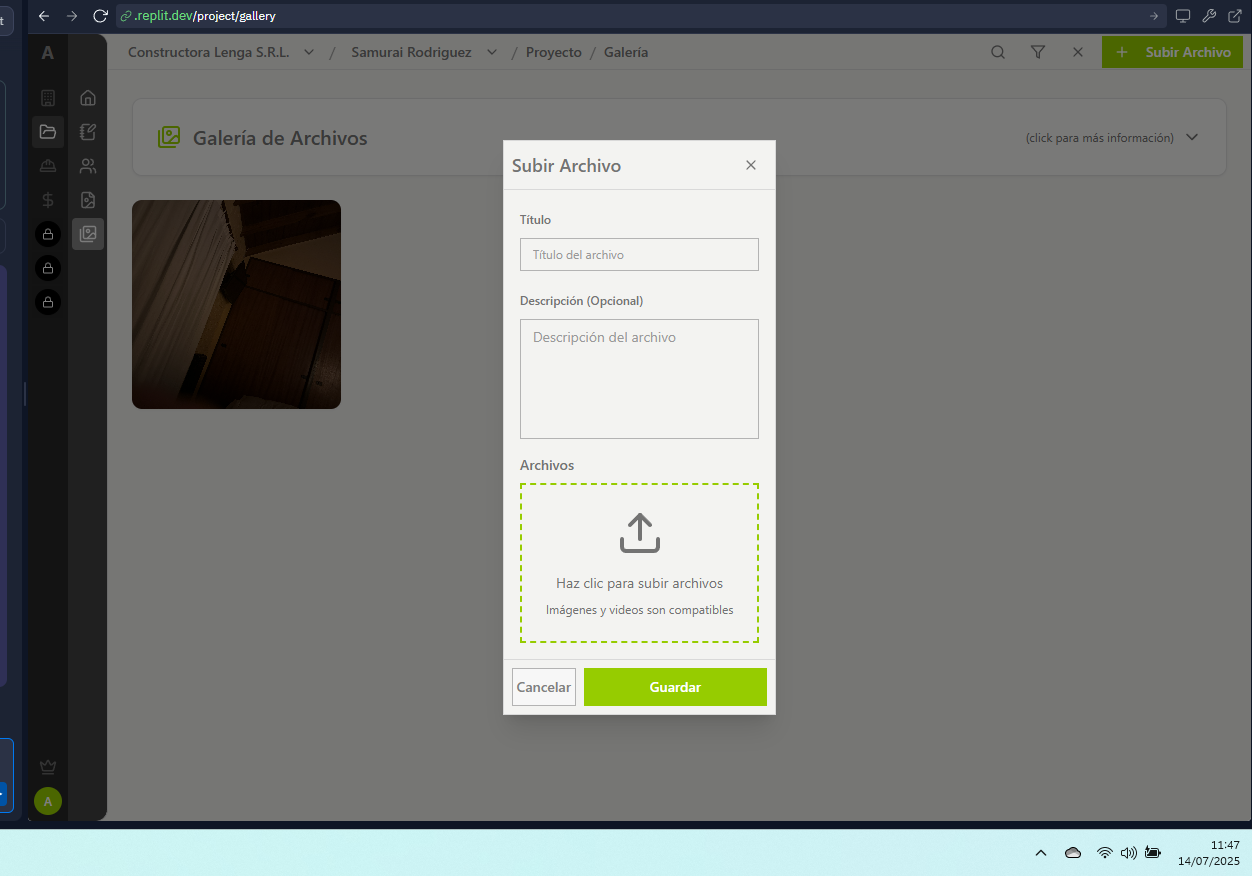 t
.replit.dev/project/gallery
A
Constructora Lenga S.R.L. / Samurai Rodriguez / Proyecto / Galería
+ Subir Archivo
Galería de Archivos
(click para más información)
Subir Archivo
Título
Título del archivo
Descripción (Opcional)
Descripción del archivo
Archivos
Haz clic para subir archivos
Imágenes y videos son compatibles
Cancelar
Guardar
A
11:47
14/07/2025